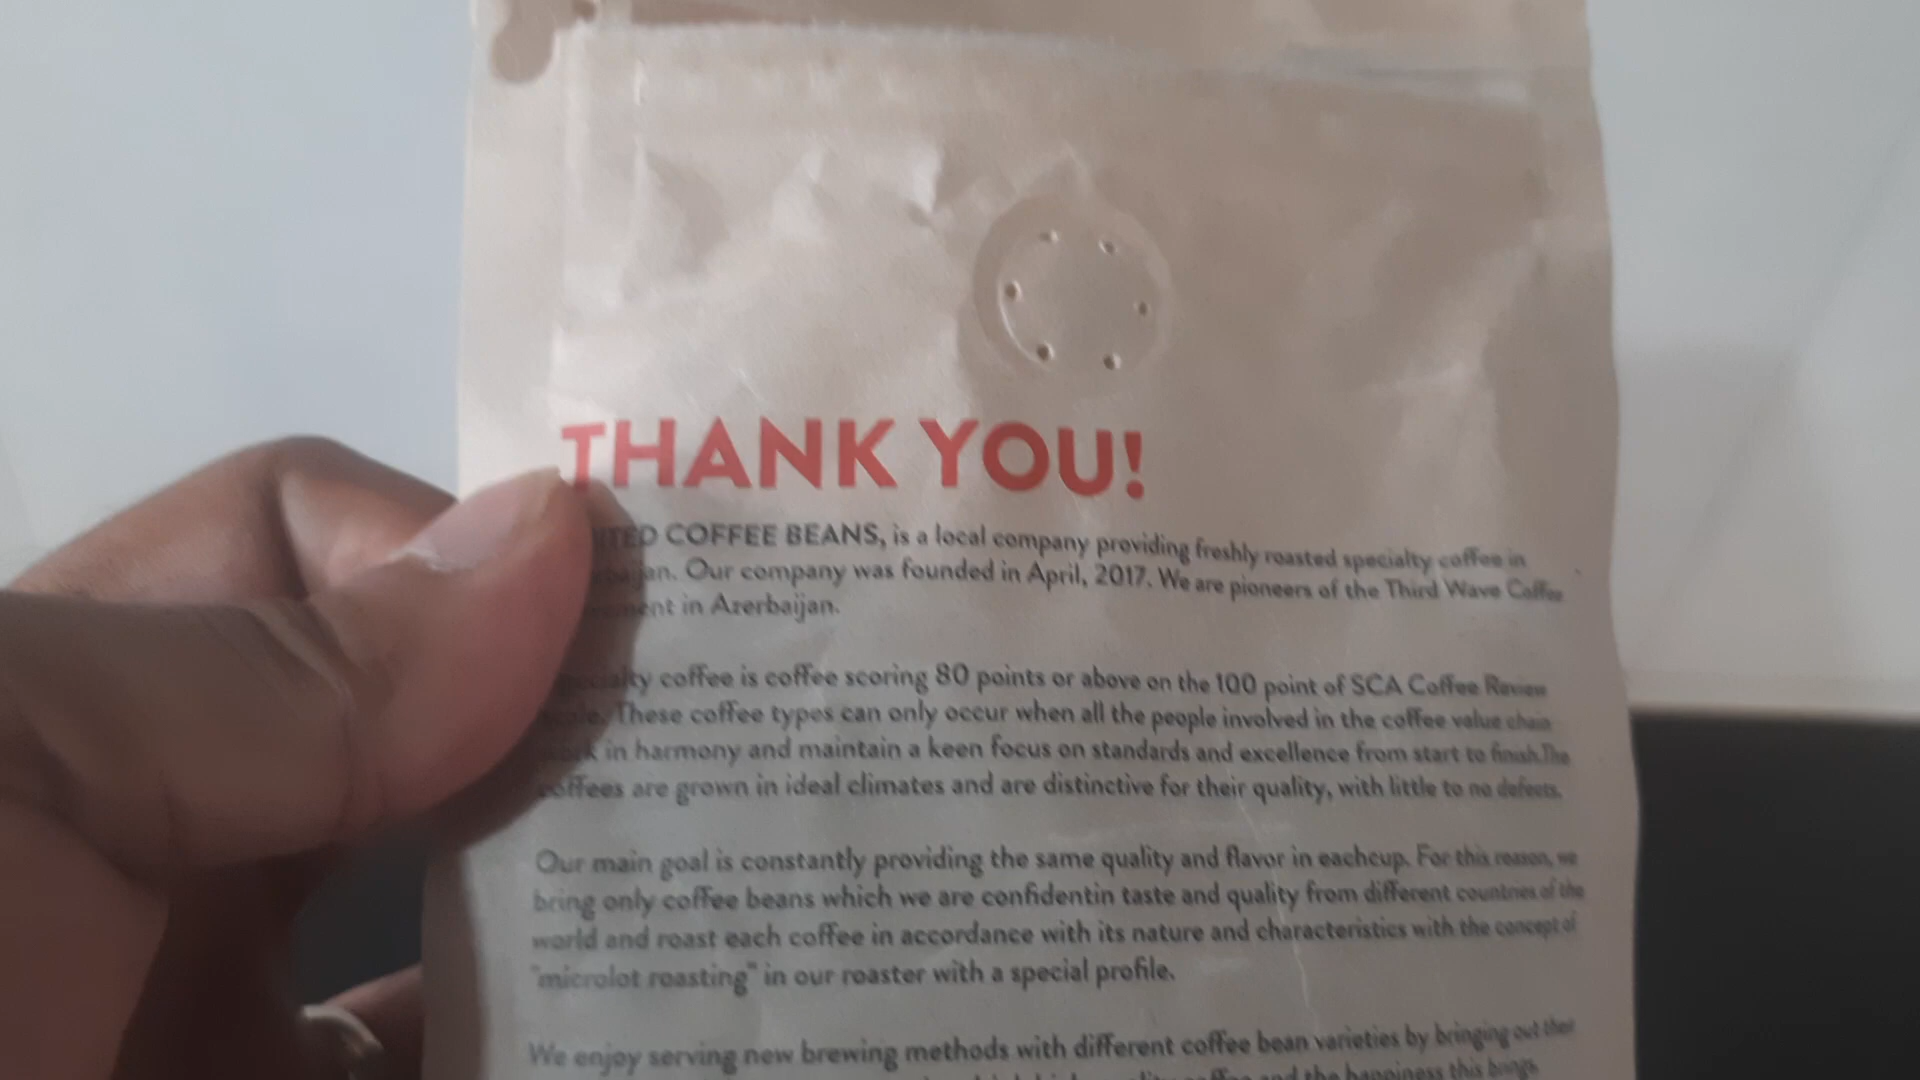 THANK YOU!
COFFEE BEANS, is a local company providing freshly roasted specialty coffee in
Our company was founded in April, 2017. We are pioneers of the Third Wave Coffee
in Azerbaijan.
coffee is coffee scoring 80 points or above on the 100 point of SCA Coffee Review
These coffee types can only occur when all the people involved in the coffee value chain
in harmony and maintain a keen focus on standards and excellence from start to finish.The
coffees are grown in ideal climates and are distinctive for their quality, with little to no defects.
Our main goal is constantly providing the same quality and flavor in eachcup. For this reason, we
bring only coffee beans which we are confidentin taste and quality from different countries of the
world and roast each coffee in accordance with its nature and characteristics with the concept of
"microlot roasting" in our roaster with a special profile.
We enjoy serving new brewing methods with different coffee bean varieties by bringing out their
coffee and the happiness this brings